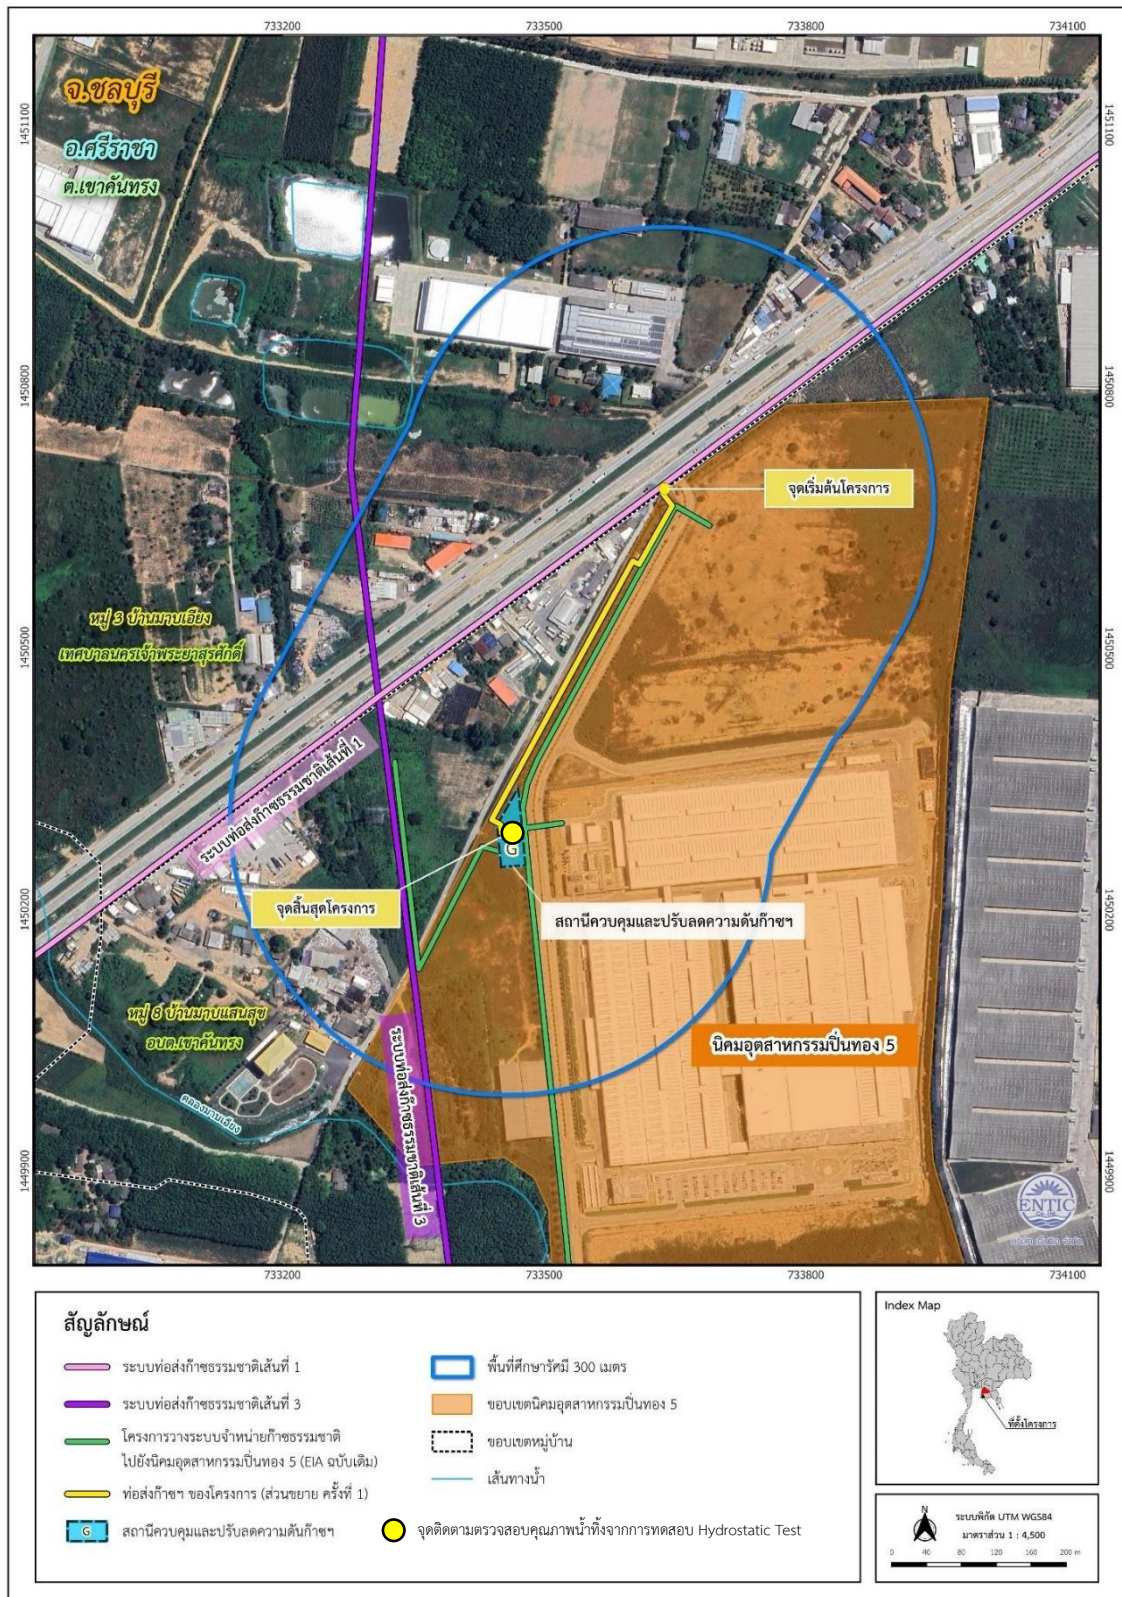 733200
733500
733800
734100
จ.ชลบุรี
อ.ศรีราชา
ต.เขาคันทรง
1451100
1451100
1450800
1450800
จุดเริ่มต้นโครงการ
หมู่ 3 บ้านมาบเอียง
เทศบาลนครเจ้าพระยาสุรศักดิ์
1450500
1450500
ระบบท่อส่งก๊าซธรรมชาติเส้นที่ 1
G
จุดสิ้นสุดโครงการ
สถานีควบคุมและปรับลดความดันก๊าซฯ
1450200
1450200
หมู่ 8 บ้านมาบแสนสุข
อบต.เขาคันทรง
นิคมอุตสาหกรรมปิ่นทอง 5
ระบบท่อส่งก๊าซธรรมชาติเส้นที่ 3
1449900
1449900
ENTIC
Co.,Ltd.
733200
733500
733800
734100
สัญลักษณ์
ระบบท่อส่งก๊าซธรรมชาติเส้นที่ 1
ระบบท่อส่งก๊าซธรรมชาติเส้นที่ 3
โครงการวางระบบจำหน่ายก๊าซธรรมชาติ
ไปยังนิคมอุตสาหกรรมปิ่นทอง 5 (EIA ฉบับเดิม)
ท่อส่งก๊าซฯ ของโครงการ (ส่วนขยาย ครั้งที่ 1)
G สถานีควบคุมและปรับลดความดันก๊าซฯ
พื้นที่ศึกษารัศมี 300 เมตร
ขอบเขตนิคมอุตสาหกรรมปิ่นทอง 5
ขอบเขตหมู่บ้าน
เส้นทางน้ำ
จุดติดตามตรวจสอบคุณภาพน้ำทิ้งจากการทดสอบ Hydrostatic Test
Index Map
ที่ตั้งโครงการ
N
ระบบพิกัด UTM WGS84
มาตราส่วน 1 : 4,500
0 40 80 120 160 200 m